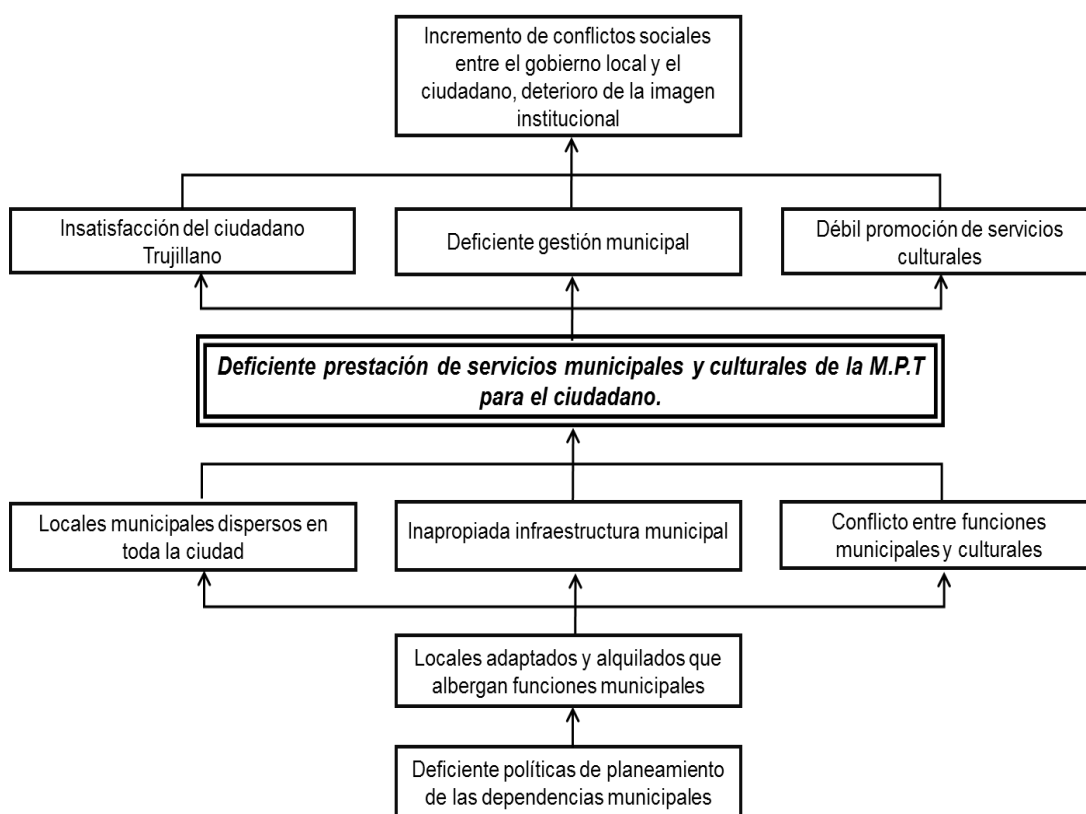 Incremento de conflictos sociales
entre el gobierno local y el
ciudadano, deterioro de la imagen
institucional
Insatisfacción del ciudadano
Trujillano
Deficiente gestión municipal
Débil promoción de servicios
culturales
Deficiente prestación de servicios municipales y culturales de la M.P.T
para el ciudadano.
Locales municipales dispersos en
toda la ciudad
Inapropiada infraestructura municipal
Conflicto entre funciones
municipales y culturales
Locales adaptados y alquilados que
albergan funciones municipales
Deficiente políticas de planeamiento
de las dependencias municipales